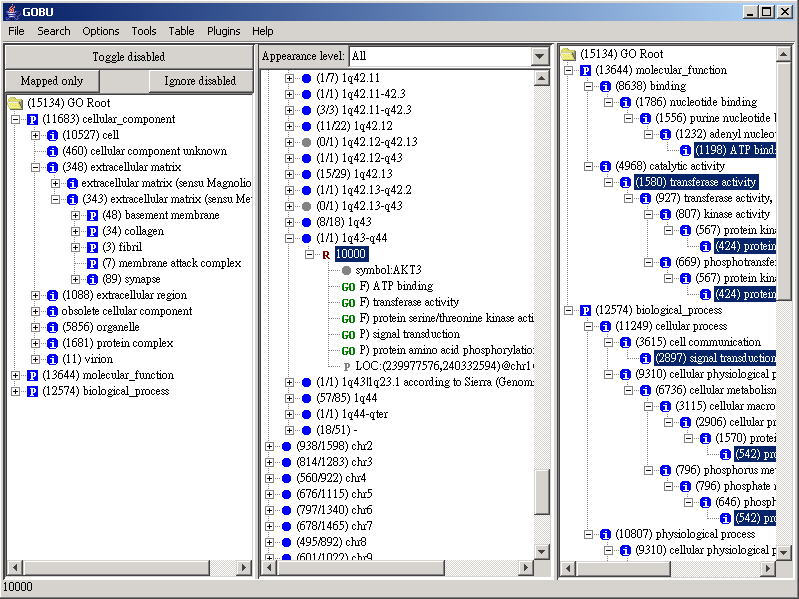 GOBU
File Search Options Tools Table Plugins Help
Toggle disabled
Mapped only
Ignore disabled
(15134) GO Root
(11683) cellular_component
(10527) cell
(460) cellular component unknown
(348) extracellular matrix
extracellular matrix (sensu Magnolio
(343) extracellular matrix (sensu Me
(48) basement membrane
(34) collagen
(3) fibril
(7) membrane attack complex
(89) synapse
(1088) extracellular region
obsolete cellular component
(5856) organelle
(1681) protein complex
(11) virion
(13644) molecular_function
(12574) biological_process
Appearance level: All
(1/7) 1q42.11
(1/1) 1q42.11-42.3
(3/3) 1q42.11-q42.3
(11/22) 1q42.12
(0/1) 1q42.12-q42.13
(1/1) 1q42.12-q43
(15/29) 1q42.13
(1/1) 1q42.13-q42.2
(0/1) 1q42.13-q43
(8/18) 1q43
(1/1) 1q43-q44
R 10000
symbol:AKT3
GO F) ATP binding
GO F) transferase activity
GO F) protein serine/threonine kinase acti
GO P) signal transduction
GO P) protein amino acid phosphorylatio
P LOC:(239977576,240332594)@chr1
(1/1) 1q43|1q23.1 according to Sierra (Genom
(57/85) 1q44
(1/1) 1q44-qter
(18/51) -
(938/1598) chr2
(814/1283) chr3
(560/922) chr4
(676/1115) chr5
(797/1340) chr6
(678/1465) chr7
(495/892) chr8
(601/1022) chr9
(15134) GO Root
(13644) molecular_function
(8638) binding
(1786) nucleotide binding
(1556) purine nucleotide b
(1232) adenyl nucleo
(1198) ATP bind
(4968) catalytic activity
(1580) transferase activity
(927) transferase activity,
(807) kinase activity
(567) protein kin
(424) protein
(669) phosphotransfe
(567) protein kin
(424) protein
(12574) biological_process
(11249) cellular process
(3615) cell communication
(2897) signal transduction
(9310) cellular physiological p
(6736) cellular metabolism
(3115) cellular macro
(2906) cellular p
(1570) protei
(542) pro
(796) phosphorus me
(796) phosphate
(646) phosph
(542) pro
(10807) physiological process
(9310) cellular physiological p
10000